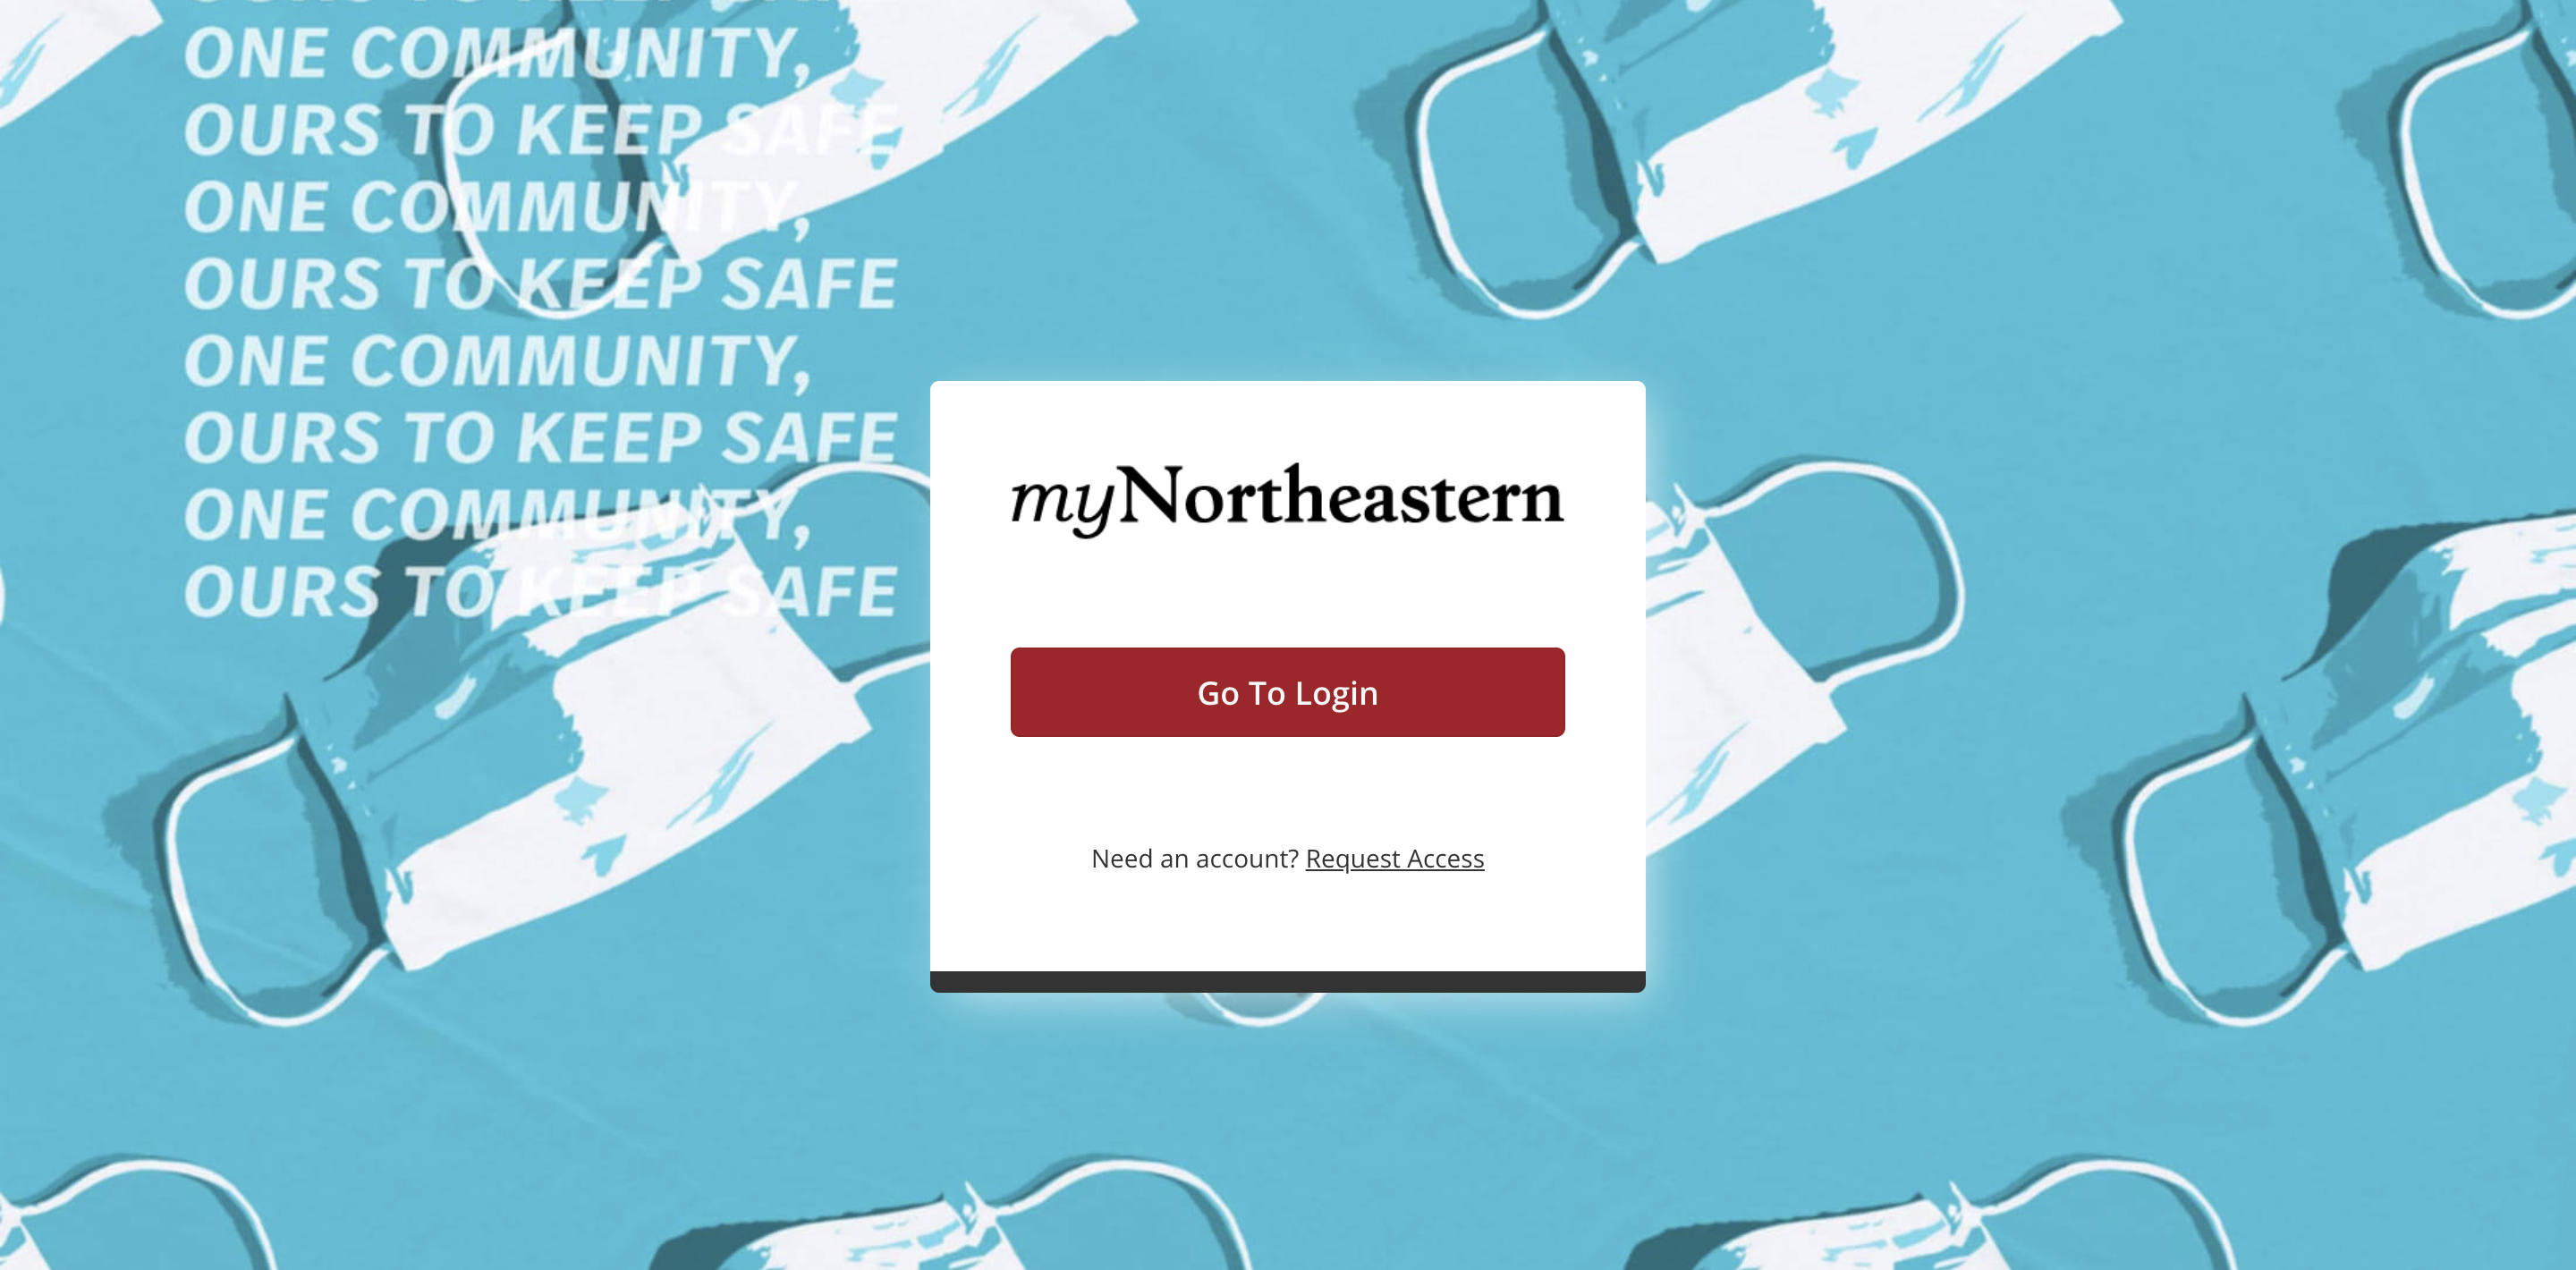 ONE COMMUNITY,
OURS TO KEEP SAFE
ONE COMMUNITY,
OURS TO KEEP SAFE
ONE COMMUNITY,
OURS TO KEEP SAFE
ONE COMMUNITY,
OURS TO KEEP SAFE
myNortheastern
Go To Login
Need an account? Request Access